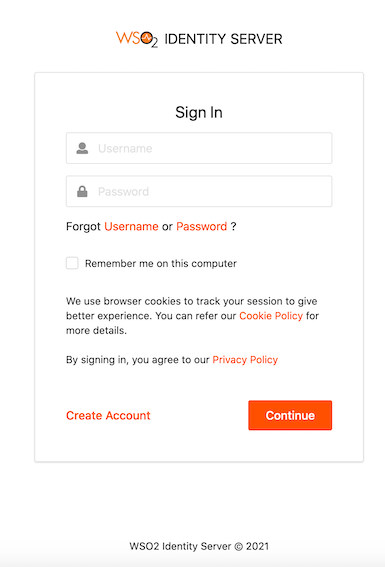 WSO2 IDENTITY SERVER
Sign In
Username
Password
Forgot Username or Password ?
Remember me on this computer
We use browser cookies to track your session to give
better experience. You can refer our Cookie Policy for
more details.
By signing in, you agree to our Privacy Policy
Create Account
Continue
WSO2 Identity Server © 2021